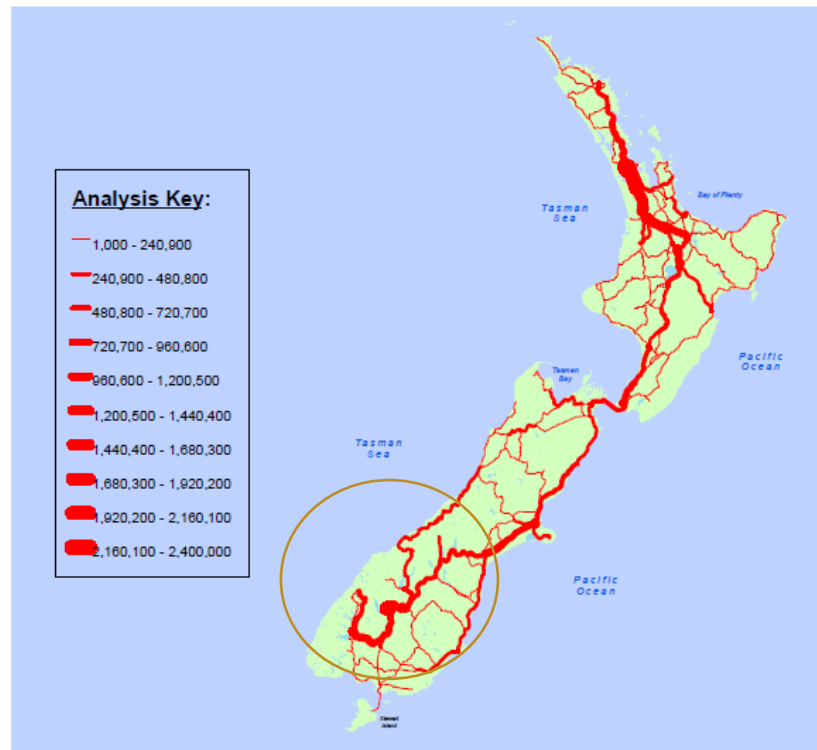 Analysis Key:
1,000 - 240,900
240,900 - 480,800
480,800 - 720,700
720,700 - 960,600
960,600 - 1,200,500
1,200,500 - 1,440,400
1,440,400 - 1,680,300
1,680,300 - 1,920,200
1,920,200 - 2,160,100
2,160,100 - 2,400,000
Bay of Plenty
Tasman
Sea
Pacific
Ocean
Tasman
Bay
Tasman
Sea
Pacific
Ocean
Stewart
Island